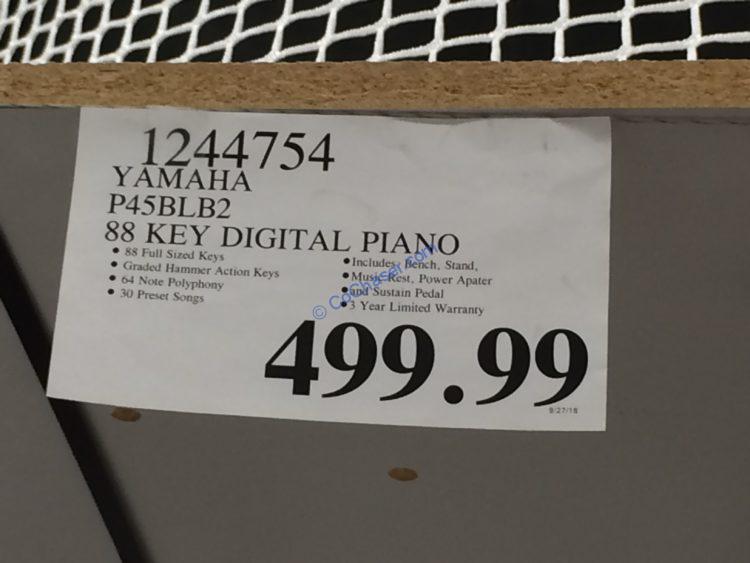 1244754
YAMAHA
P45BLB2
88 KEY DIGITAL PIANO
• 88 Full Sized Keys
• Graded Hammer Action Keys
• 64 Note Polyphony
• 30 Preset Songs
• Includes, Bench, Stand,
• Music Rest, Power Apater
• and Sustain Pedal
• 3 Year Limited Warranty
© CoChaser.com
499.99
9/27/18